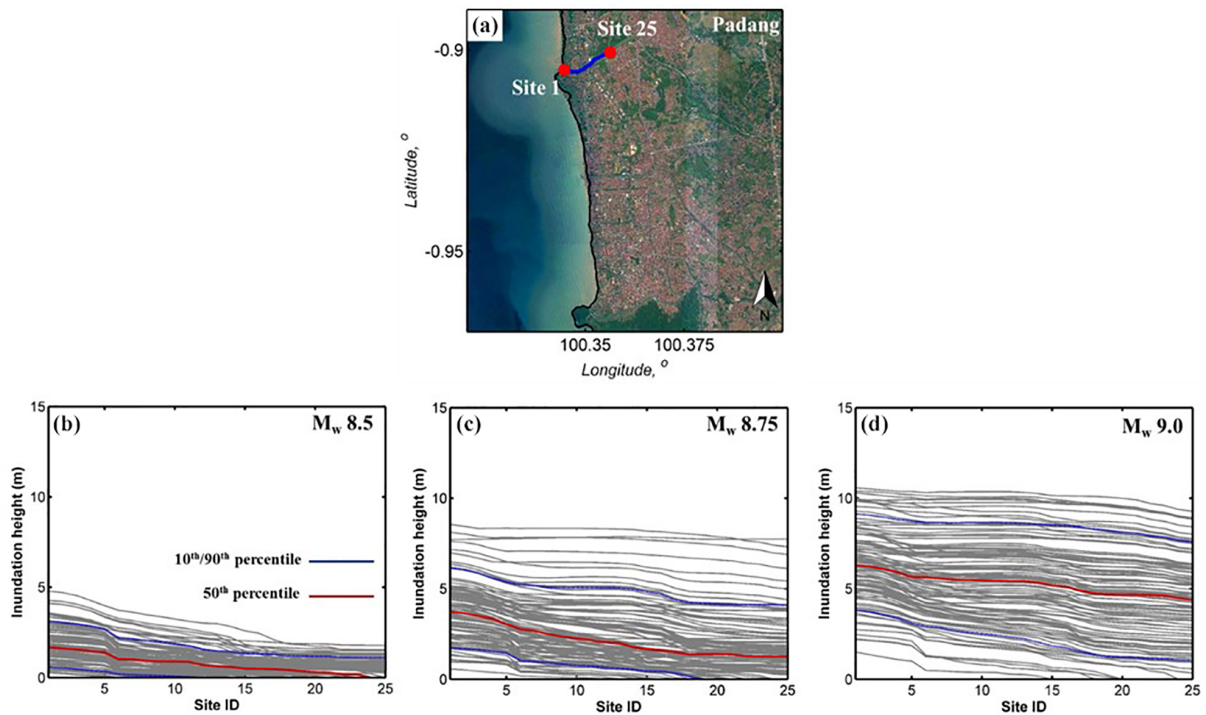 (a)
Padang
Site 25
Site 1
-0.9
-0.95
Latitude, °
N
100.35 100.375
Longitude, °
(b)
Mw 8.5
15
10
5
0
Inundation height (m)
10th/90th percentile
50th percentile
5 10 15 20 25
Site ID
(c)
Mw 8.75
15
10
5
0
Inundation height (m)
5 10 15 20 25
Site ID
(d)
Mw 9.0
15
10
5
0
Inundation height (m)
5 10 15 20 25
Site ID